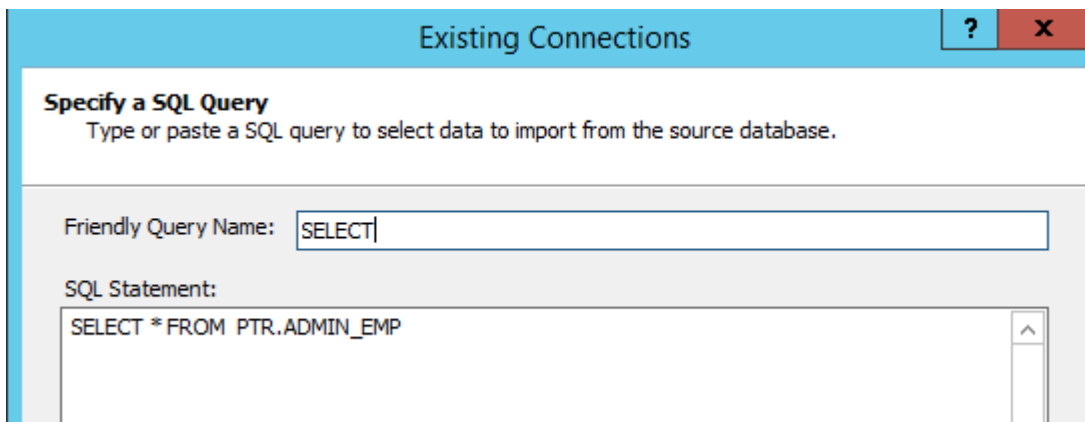 Existing Connections
? x
Specify a SQL Query
Type or paste a SQL query to select data to import from the source database.
Friendly Query Name: SELECT
SQL Statement:
SELECT * FROM PTR.ADMIN_EMP